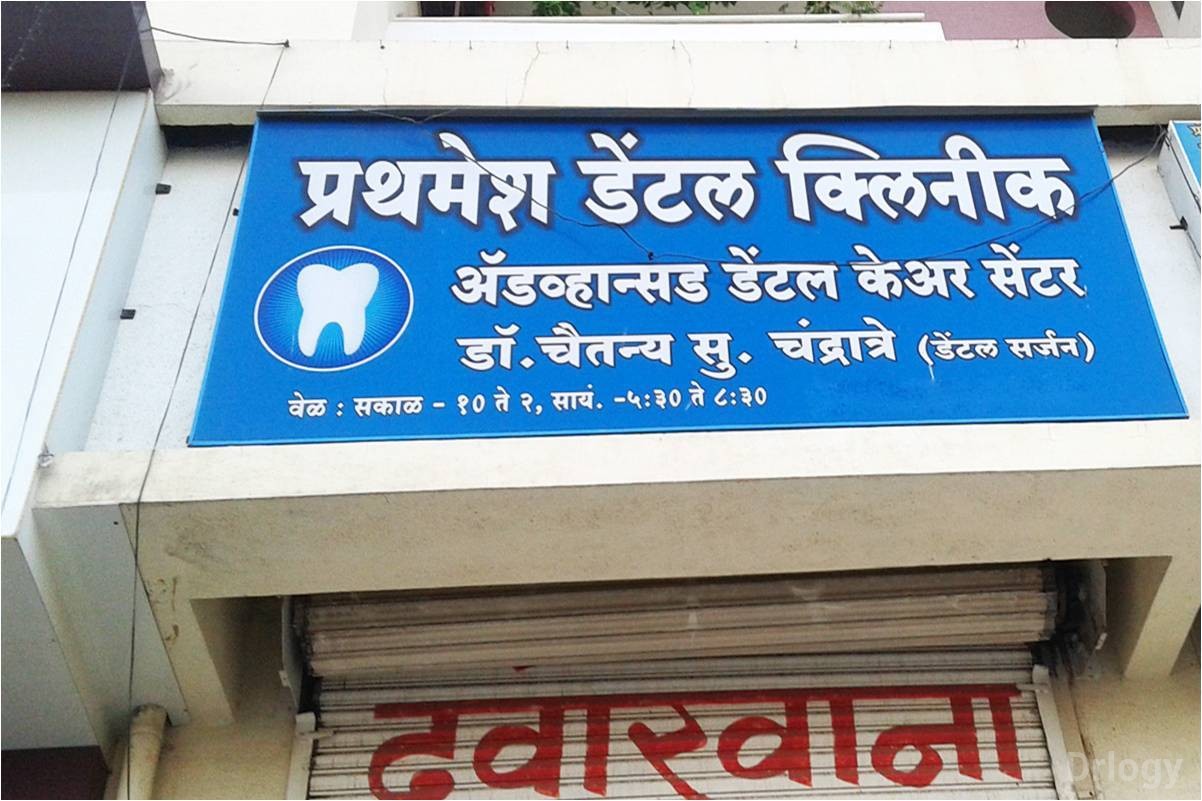 प्रथमेश डेंटल क्लिनीक
ॲडव्हान्सड डेंटल केअर सेंटर
डॉ. चैतन्य सु. चंद्रात्रे (डेंटल सर्जन)
वेळ : सकाळ - १० ते २, सायं. -५:३० ते ८:३०
दवाखाना
Drlogy